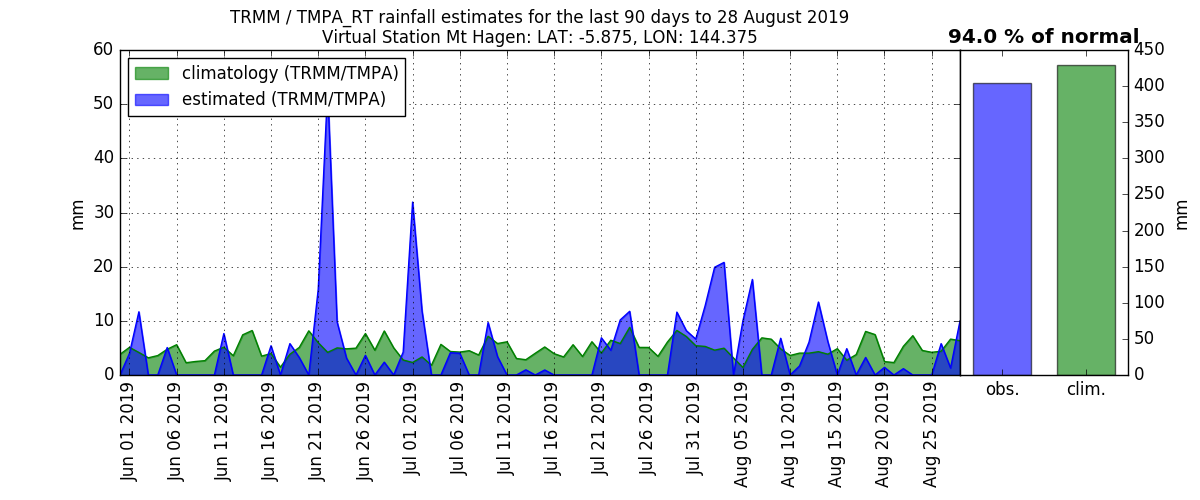 TRMM / TMPA_RT rainfall estimates for the last 90 days to 28 August 2019
Virtual Station Mt Hagen: LAT: -5.875, LON: 144.375
94.0 % of normal
climatology (TRMM/TMPA)
estimated (TRMM/TMPA)
60
50
40
30
20
10
0
mm
Jun 01 2019
Jun 06 2019
Jun 11 2019
Jun 16 2019
Jun 21 2019
Jun 26 2019
Jul 01 2019
Jul 06 2019
Jul 11 2019
Jul 16 2019
Jul 21 2019
Jul 26 2019
Jul 31 2019
Aug 05 2019
Aug 10 2019
Aug 15 2019
Aug 20 2019
Aug 25 2019
obs.
clim.
450
400
350
300
250
200
150
100
50
0
mm